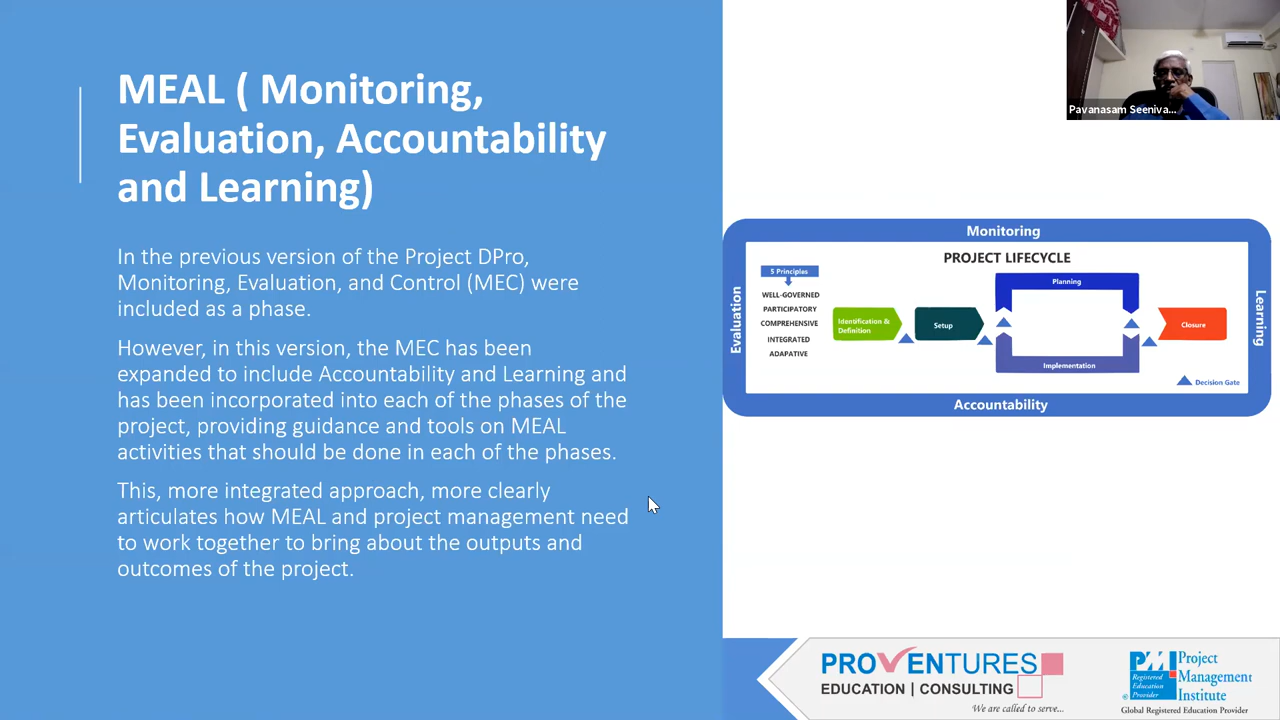 MEAL ( Monitoring,
Evaluation, Accountability
and Learning)
In the previous version of the Project DPro,
Monitoring, Evaluation, and Control (MEC) were
included as a phase.
However, in this version, the MEC has been
expanded to include Accountability and Learning and
has been incorporated into each of the phases of the
project, providing guidance and tools on MEAL
activities that should be done in each of the phases.
This, more integrated approach, more clearly
articulates how MEAL and project management need
to work together to bring about the outputs and
outcomes of the project.
Pavanasam Seeniva...
Monitoring
Evaluation
PROJECT LIFECYCLE
5 Principlas
WELL-GOVERNED
PARTICIPATORY
COMPREHENSIVE
INTEGRATED
ADAPATIVE
Identification &
Definition
Setup
Planning
Implementation
Closure
Decision Gate
Learning
Accountability
PROVENTURES
EDUCATION | CONSULTING
We are called to serve...
PMI
Registered
Education
Provider
Project
Management
Institute
Global Registered Education Provider